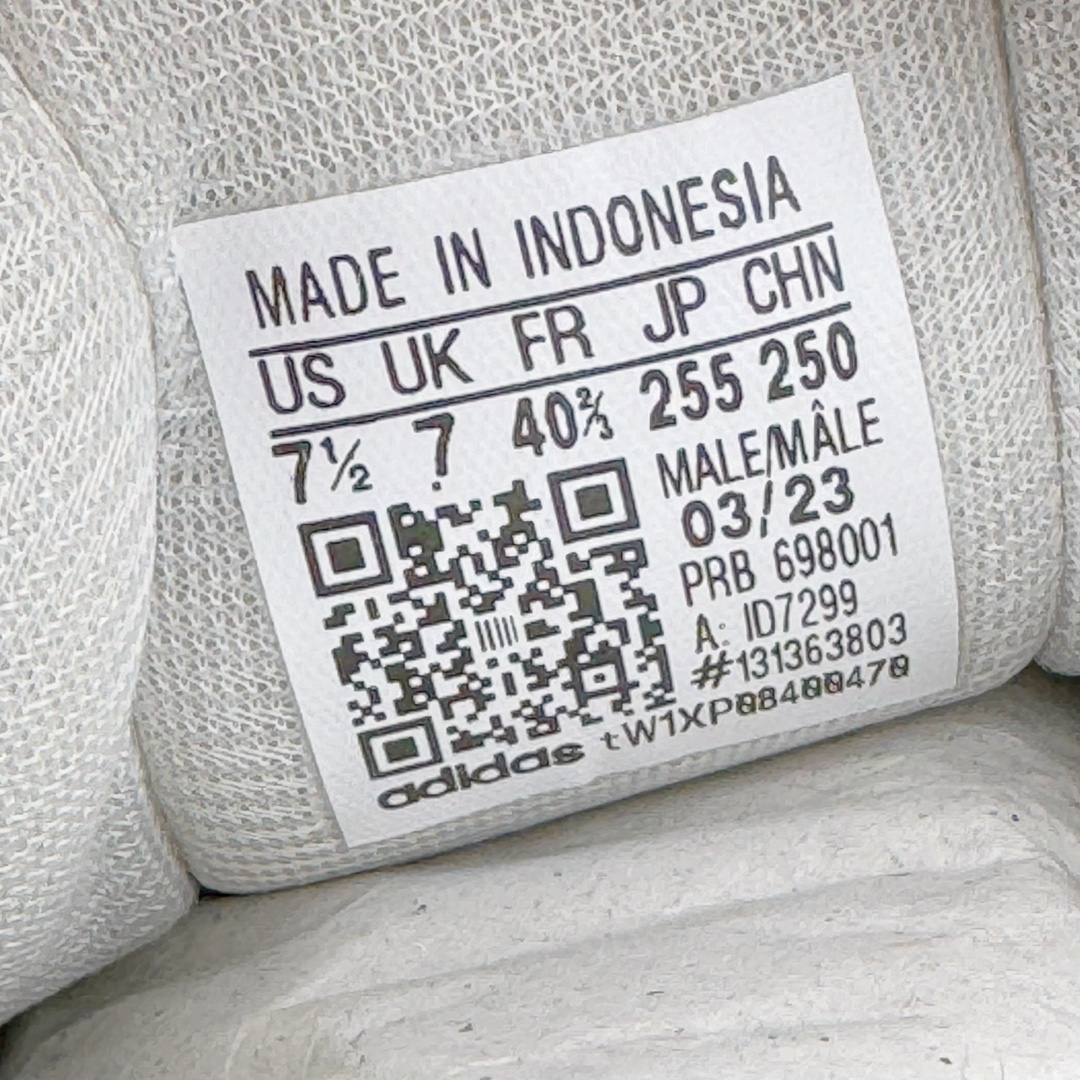 MADE IN INDONESIA
US UK FR JP CHN
7½ 7 40⅔ 255 250
MALE/MÂLE
03/23
PRB 698001
A: ID7299
#131363803
adidas tW1XP08400470